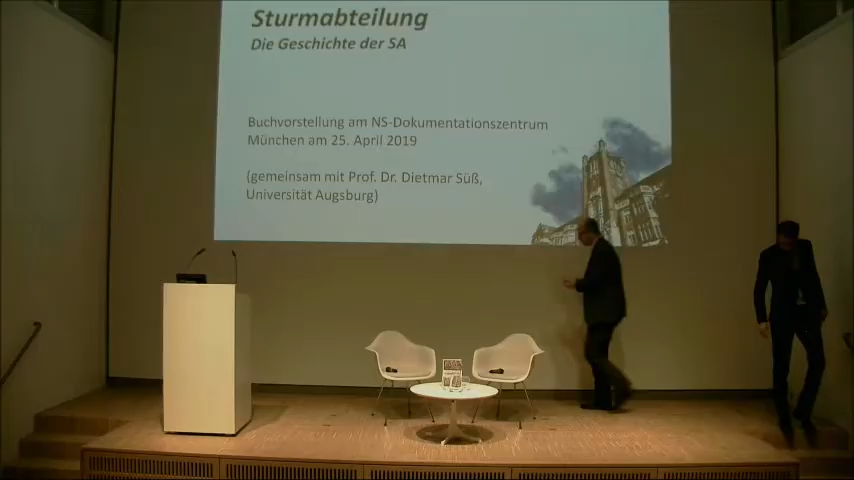 Sturmabteilung
Die Geschichte der SA
Buchvorstellung am NS-Dokumentationszentrum
München am 25. April 2019
(gemeinsam mit Prof. Dr. Dietmar Süß,
Universität Augsburg)